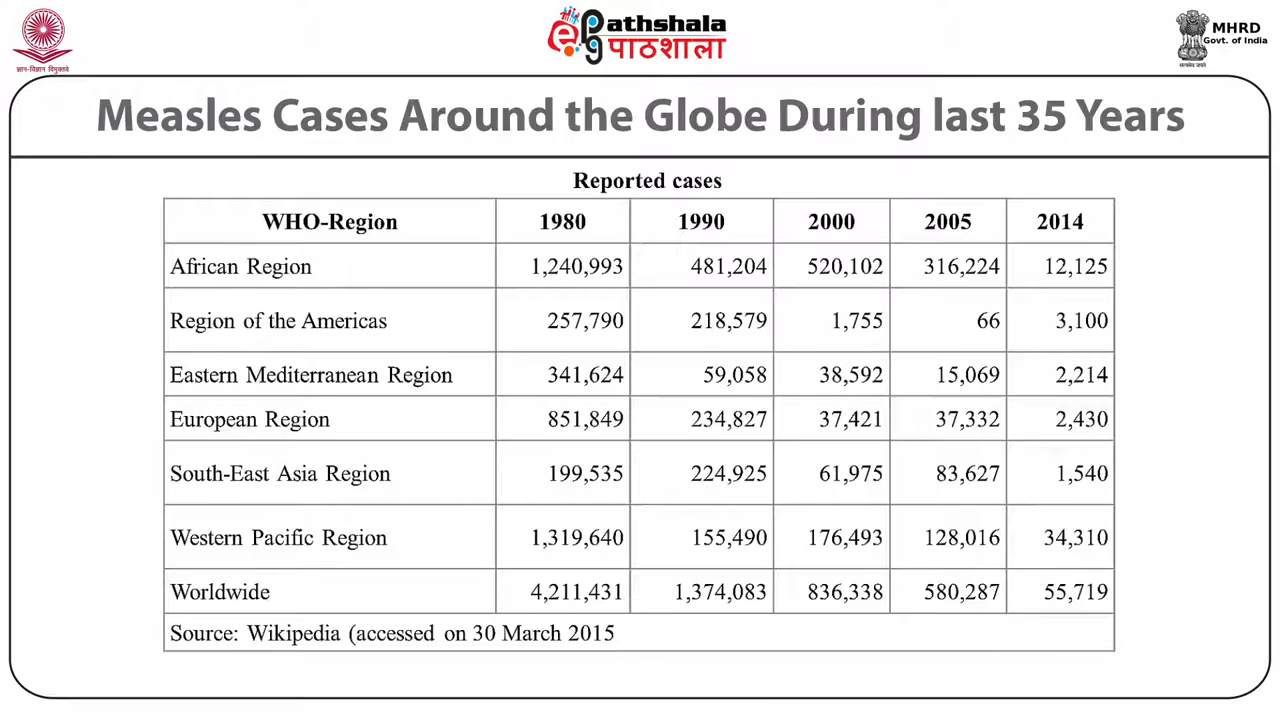 ज्ञान-विज्ञान विमुक्तये
ePathshala
पाठशाला
सत्यमेव जयते
MHRD
Govt. of India
Measles Cases Around the Globe During last 35 Years
Reported cases
WHO-Region 1980 1990 2000 2005 2014
African Region 1,240,993 481,204 520,102 316,224 12,125
Region of the Americas 257,790 218,579 1,755 66 3,100
Eastern Mediterranean Region 341,624 59,058 38,592 15,069 2,214
European Region 851,849 234,827 37,421 37,332 2,430
South-East Asia Region 199,535 224,925 61,975 83,627 1,540
Western Pacific Region 1,319,640 155,490 176,493 128,016 34,310
Worldwide 4,211,431 1,374,083 836,338 580,287 55,719
Source: Wikipedia (accessed on 30 March 2015